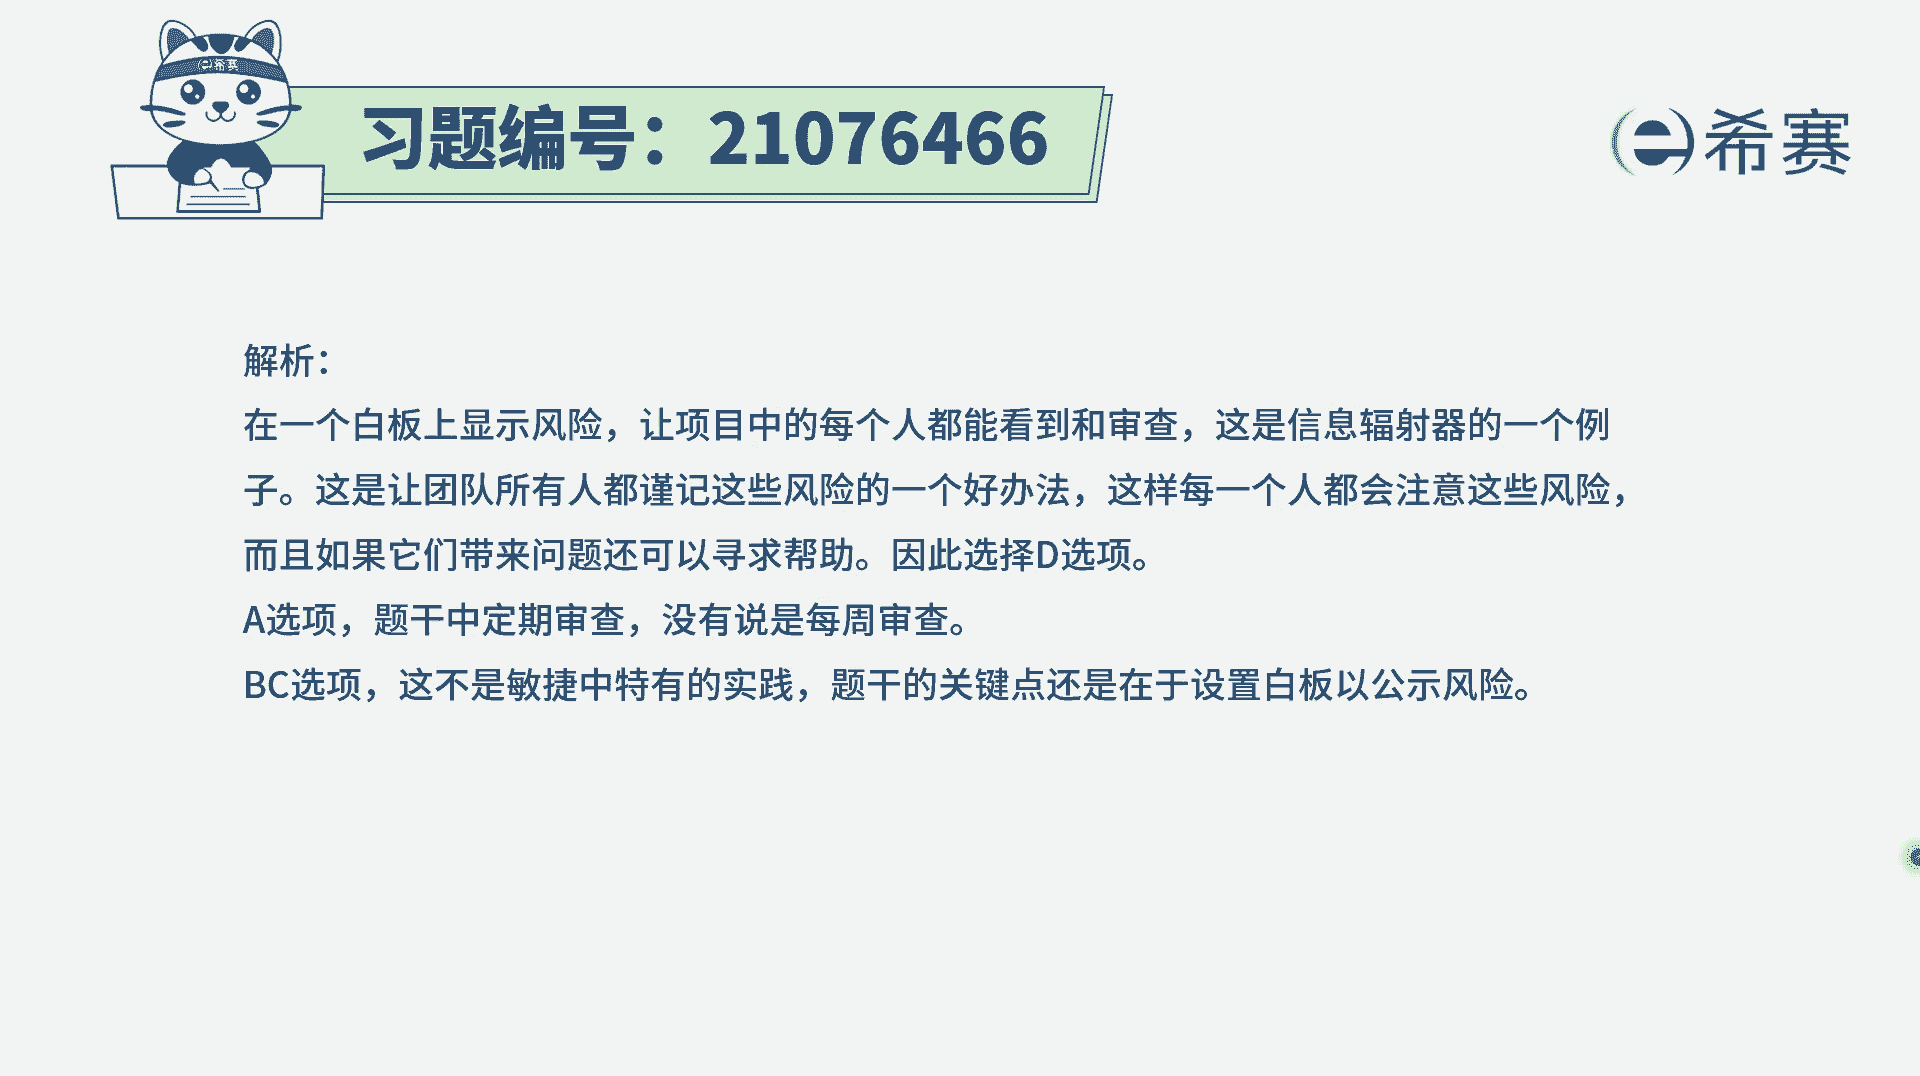 e希赛
习题编号：21076466
e希赛
解析：
在一个白板上显示风险，让项目中的每个人都能看到和审查，这是信息辐射器的一个例
子。这是让团队所有人都谨记这些风险的一个好办法，这样每一个人都会注意这些风险，
而且如果它们带来问题还可以寻求帮助。因此选择D选项。
A选项，题干中定期审查，没有说是每周审查。
BC选项，这不是敏捷中特有的实践，题干的关键点还是在于设置白板以公示风险。